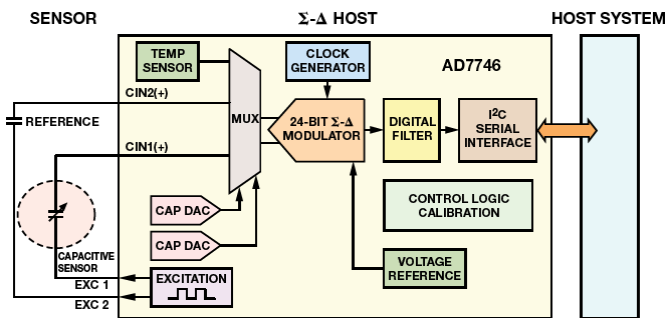 SENSOR
Σ-Δ HOST
HOST SYSTEM
TEMP
SENSOR
CLOCK
GENERATOR
AD7746
CIN2(+)
REFERENCE
MUX
24-BIT Σ-Δ
MODULATOR
DIGITAL
FILTER
I²C
SERIAL
INTERFACE
CIN1(+)
CAP DAC
CONTROL LOGIC
CALIBRATION
CAP DAC
CAPACITIVE
SENSOR
VOLTAGE
REFERENCE
EXC 1
EXCITATION
EXC 2